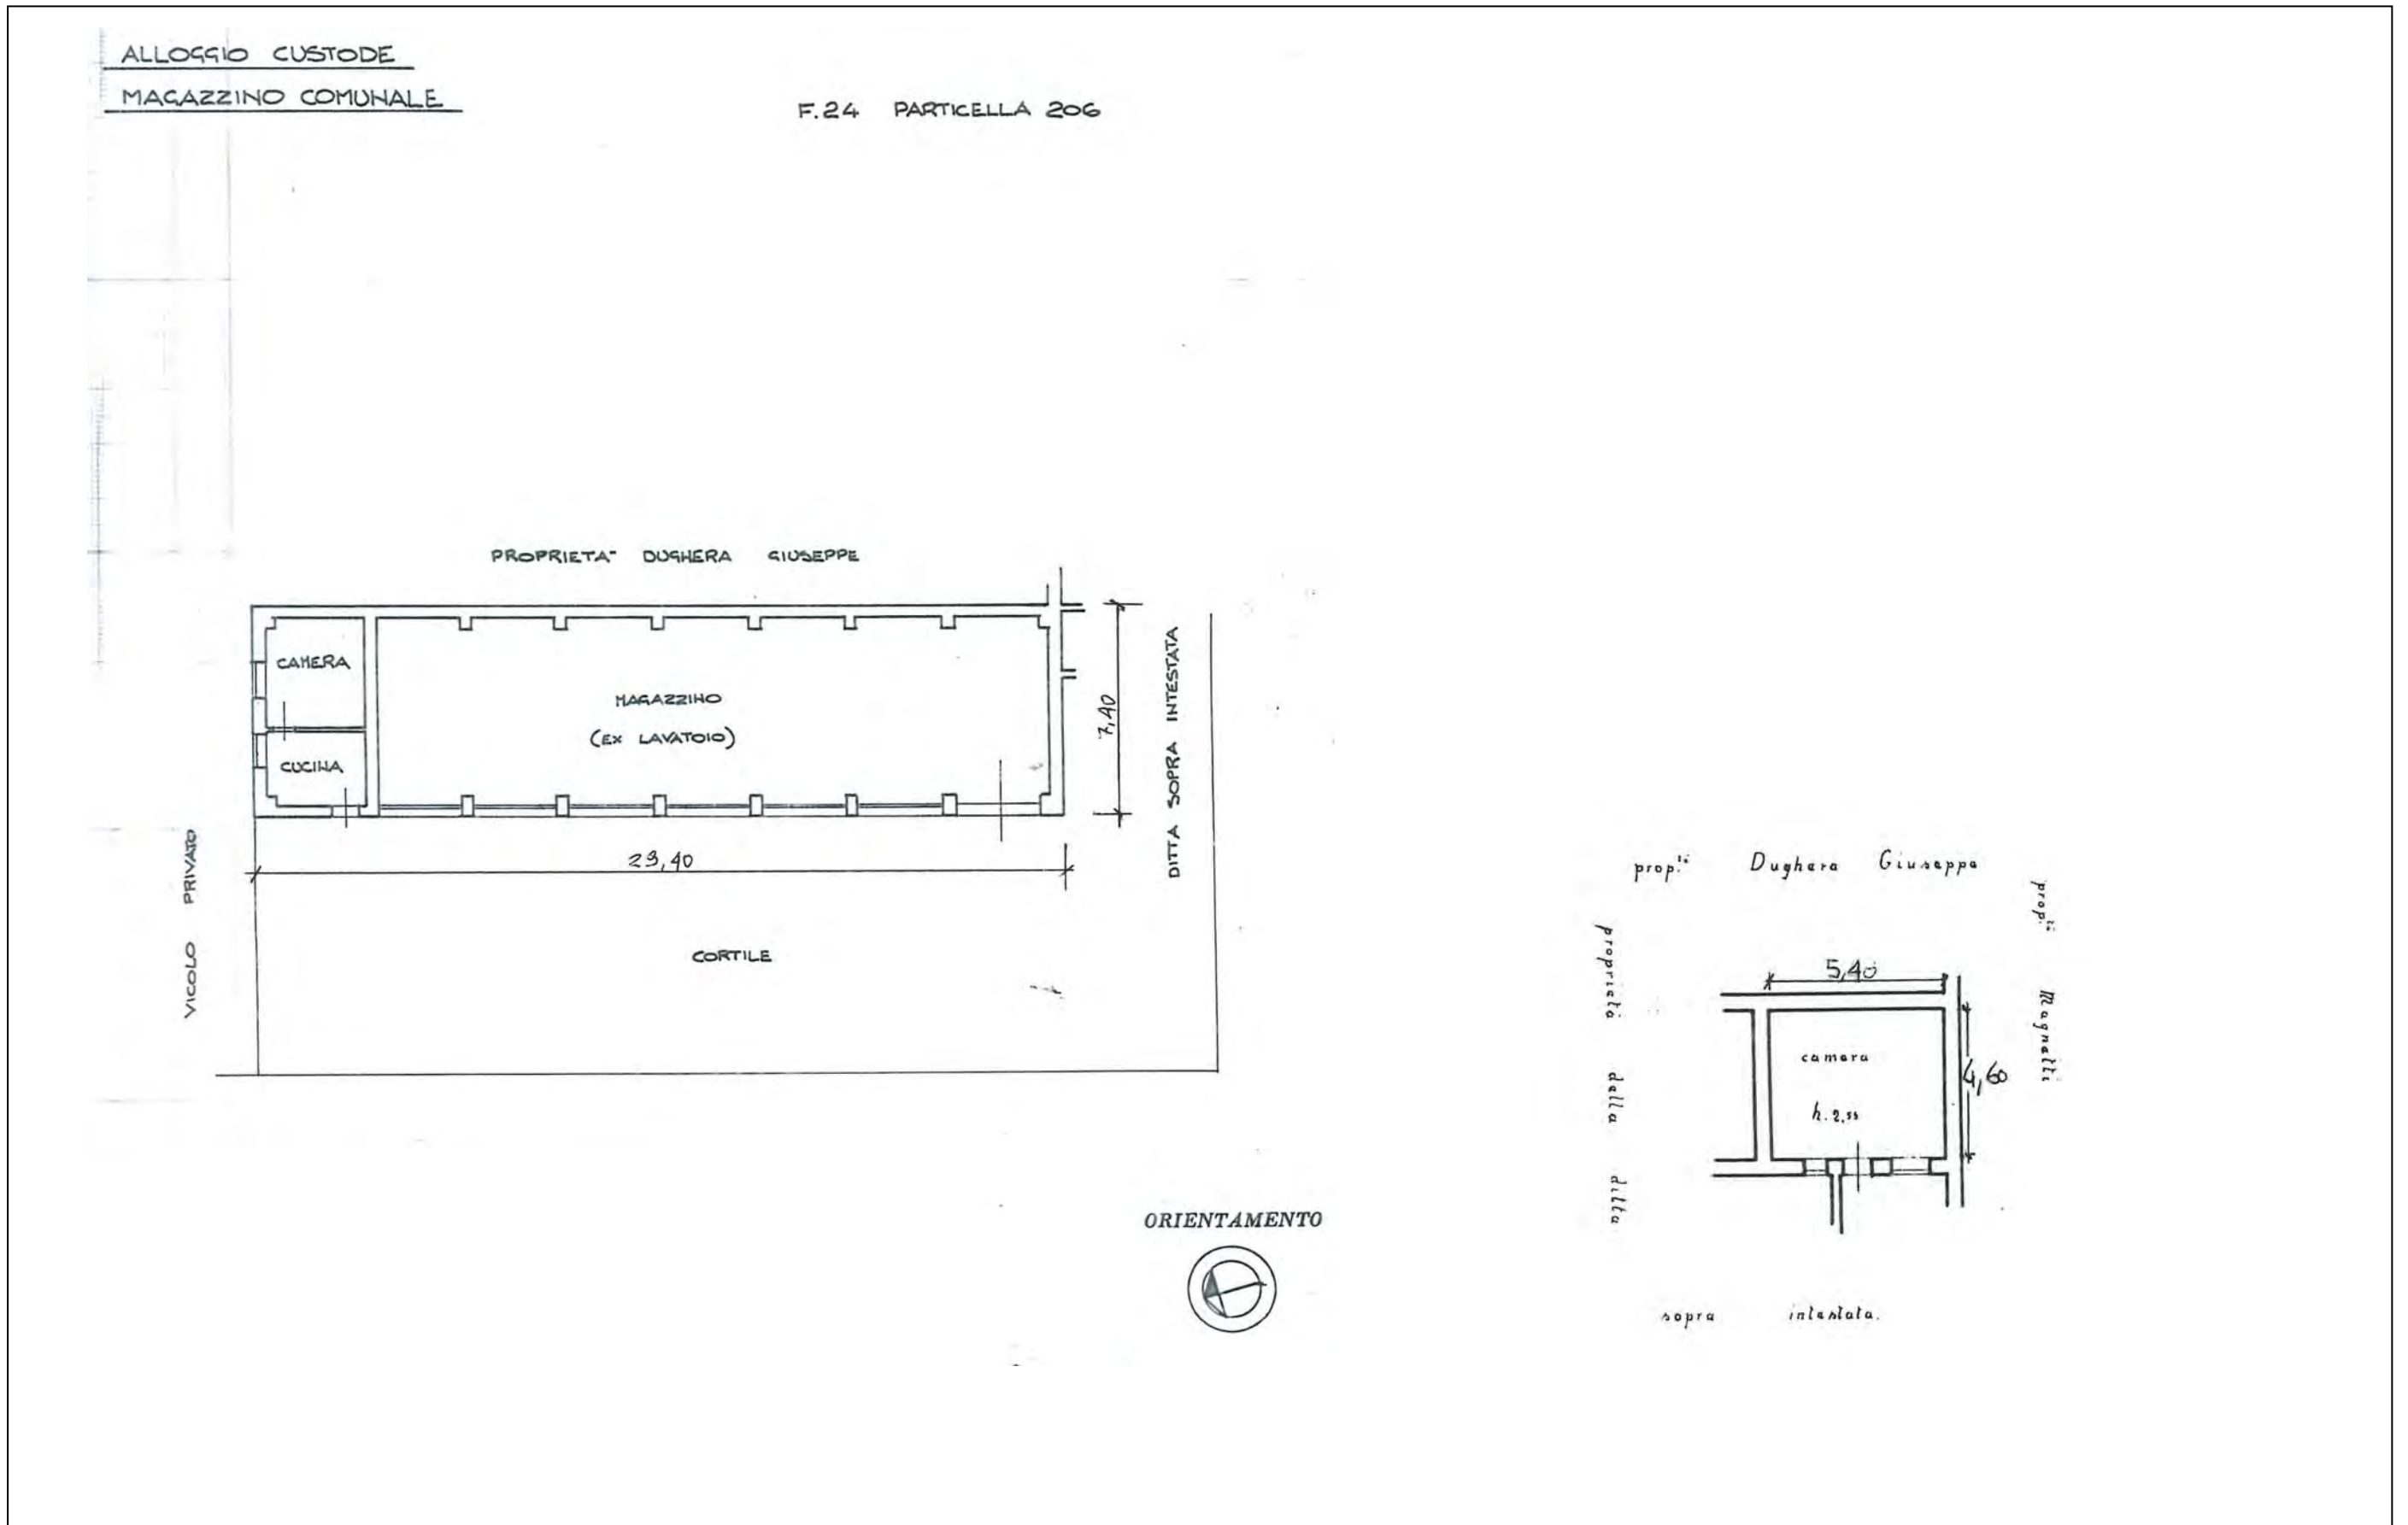 ALLOGGIO CUSTODE
MAGAZZINO COMUNALE
F.24 PARTICELLA 206
PROPRIETA' DUGHERA GIUSEPPE
CAMERA
MAGAZZINO
(EX LAVATOIO)
CUCINA
7,40
DITTA SOPRA INTESTATA
VICOLO PRIVATO
29,40
CORTILE
ORIENTAMENTO
prop.tà Dughera Giuseppe
proprietà della ditta
prop.tà Magnetti
5,40
camera
4,60
h. 2,55
sopra intestata.